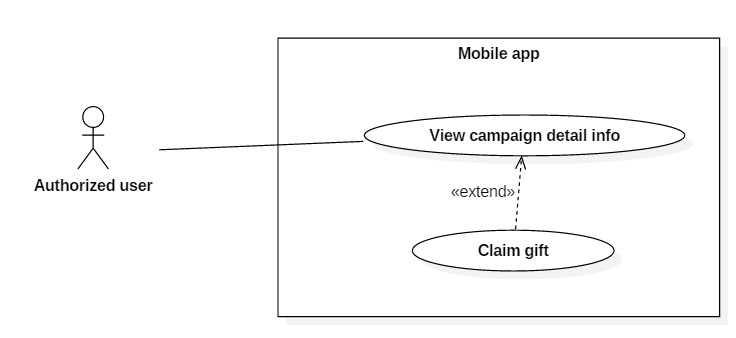 Mobile app
View campaign detail info
Authorized user
«extend»
Claim gift